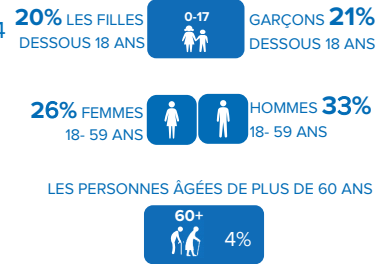 4
20% LES FILLES
DESSOUS 18 ANS
0-17
GARÇONS 21%
DESSOUS 18 ANS
26% FEMMES
18- 59 ANS
HOMMES 33%
18- 59 ANS
LES PERSONNES ÂGÉES DE PLUS DE 60 ANS
60+
4%